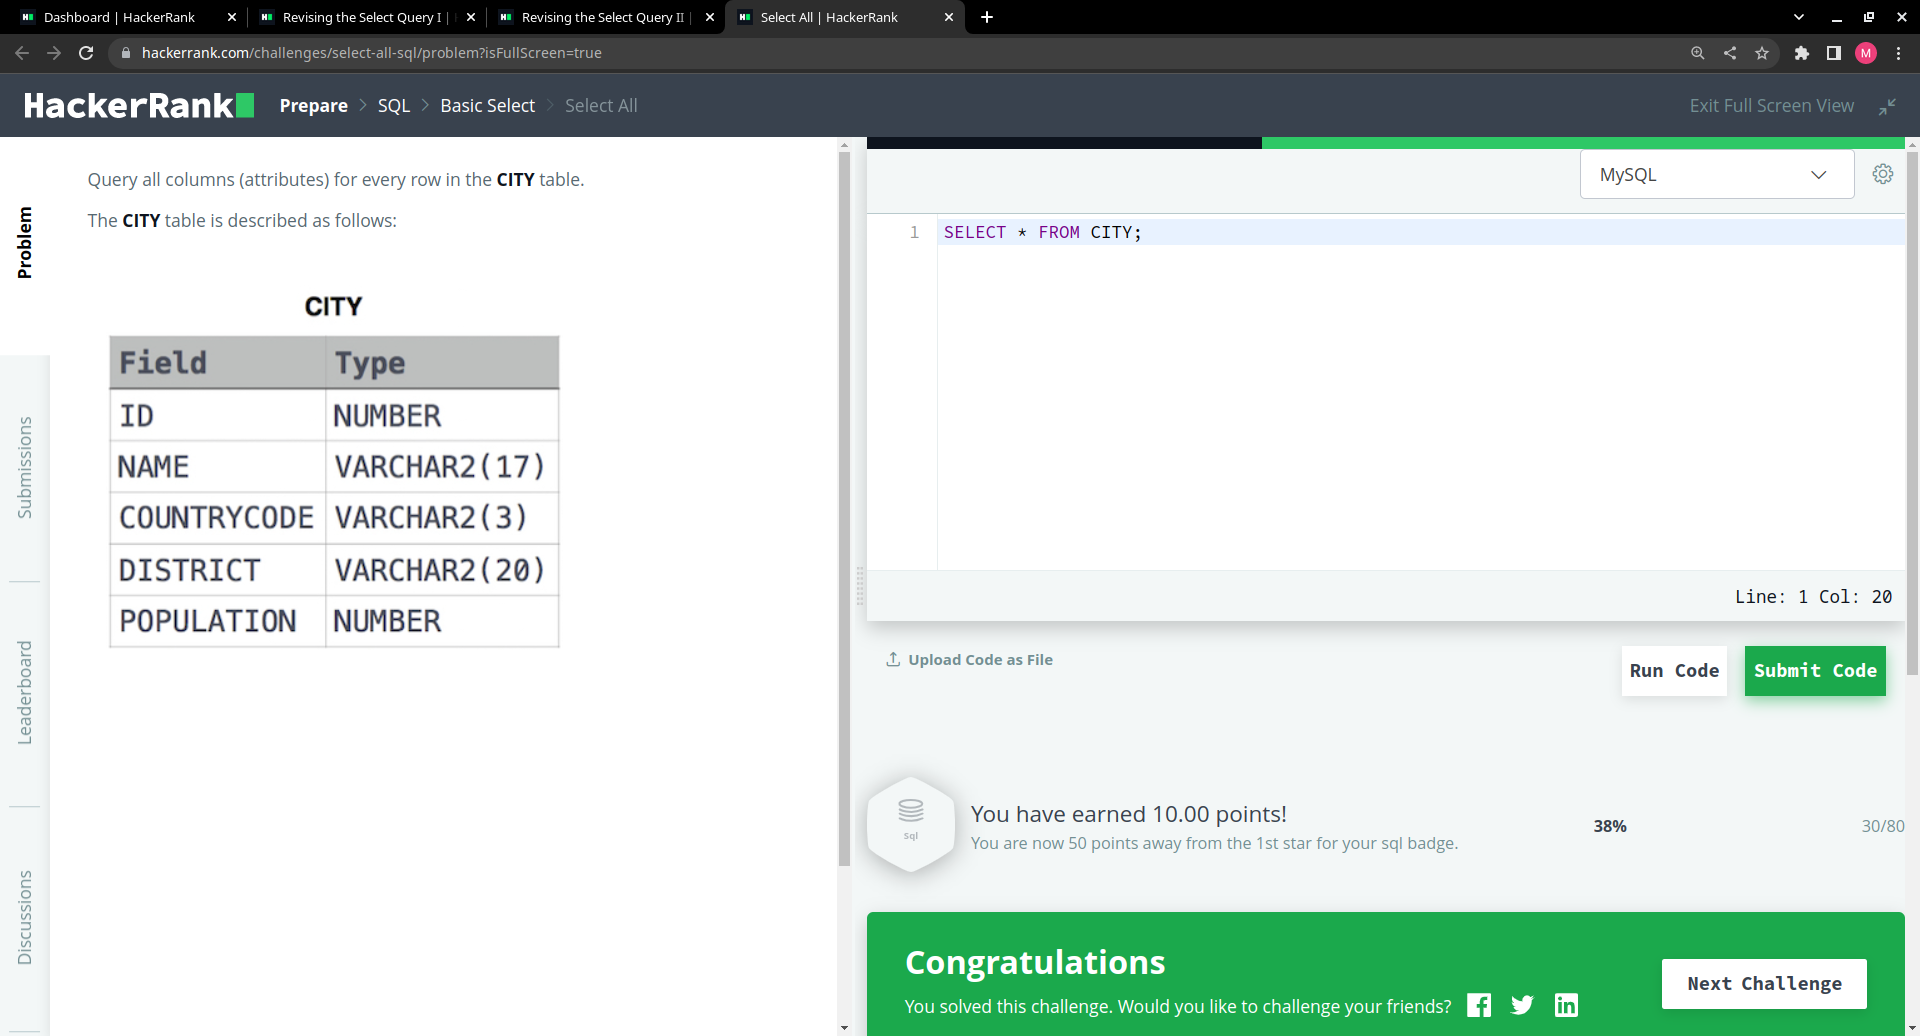 Dashboard | HackerRank
Revising the Select Query I |
Revising the Select Query II |
Select All | HackerRank
hackerrank.com/challenges/select-all-sql/problem?isFullScreen=true
M
HackerRank
Prepare > SQL > Basic Select > Select All
Exit Full Screen View
Problem
Submissions
Leaderboard
Discussions
Query all columns (attributes) for every row in the CITY table.
The CITY table is described as follows:
CITY
Field Type
ID NUMBER
NAME VARCHAR2(17)
COUNTRYCODE VARCHAR2(3)
DISTRICT VARCHAR2(20)
POPULATION NUMBER
MySQL
1 SELECT * FROM CITY;
Line: 1 Col: 20
Upload Code as File
Run Code
Submit Code
Sql
You have earned 10.00 points!
You are now 50 points away from the 1st star for your sql badge.
38%
30/80
Congratulations
You solved this challenge. Would you like to challenge your friends?
Next Challenge